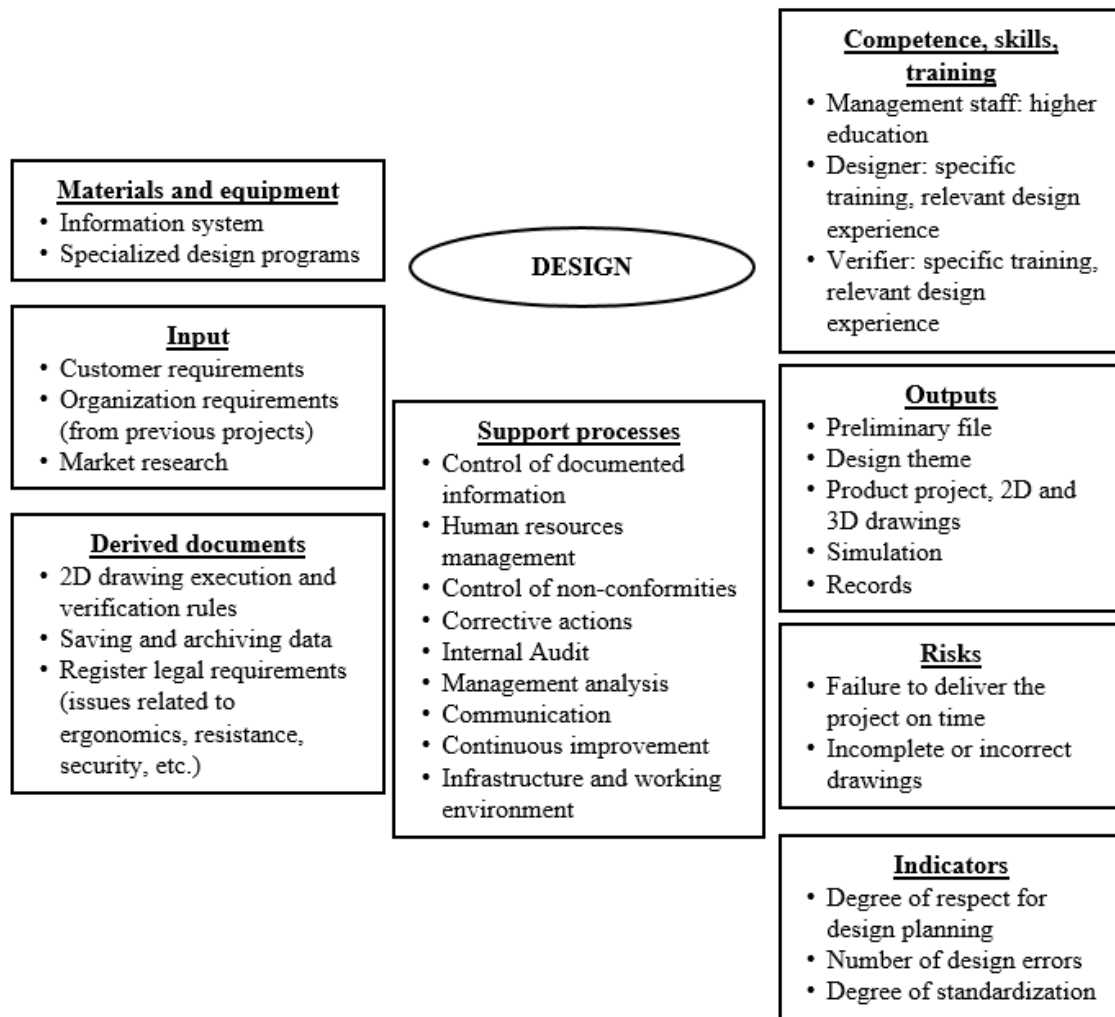 Materials and equipment
• Information system
• Specialized design programs
Input
• Customer requirements
• Organization requirements
(from previous projects)
• Market research
Derived documents
• 2D drawing execution and
verification rules
• Saving and archiving data
• Register legal requirements
(issues related to
ergonomics, resistance,
security, etc.)
DESIGN
Support processes
• Control of documented
information
• Human resources
management
• Control of non-conformities
• Corrective actions
• Internal Audit
• Management analysis
• Communication
• Continuous improvement
• Infrastructure and working
environment
Competence, skills,
training
• Management staff: higher
education
• Designer: specific
training, relevant design
experience
• Verifier: specific training,
relevant design
experience
Outputs
• Preliminary file
• Design theme
• Product project, 2D and
3D drawings
• Simulation
• Records
Risks
• Failure to deliver the
project on time
• Incomplete or incorrect
drawings
Indicators
• Degree of respect for
design planning
• Number of design errors
• Degree of standardization